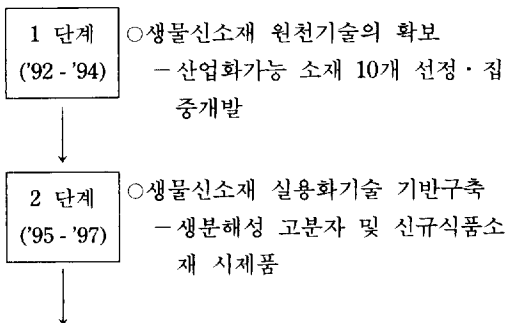 1 단계
('92 - '94)
○생물신소재 원천기술의 확보
－산업화가능 소재 10개 선정·집
중개발
2 단계
('95 - '97)
○생물신소재 실용화기술 기반구축
－생분해성 고분자 및 신규식품소
재 시제품